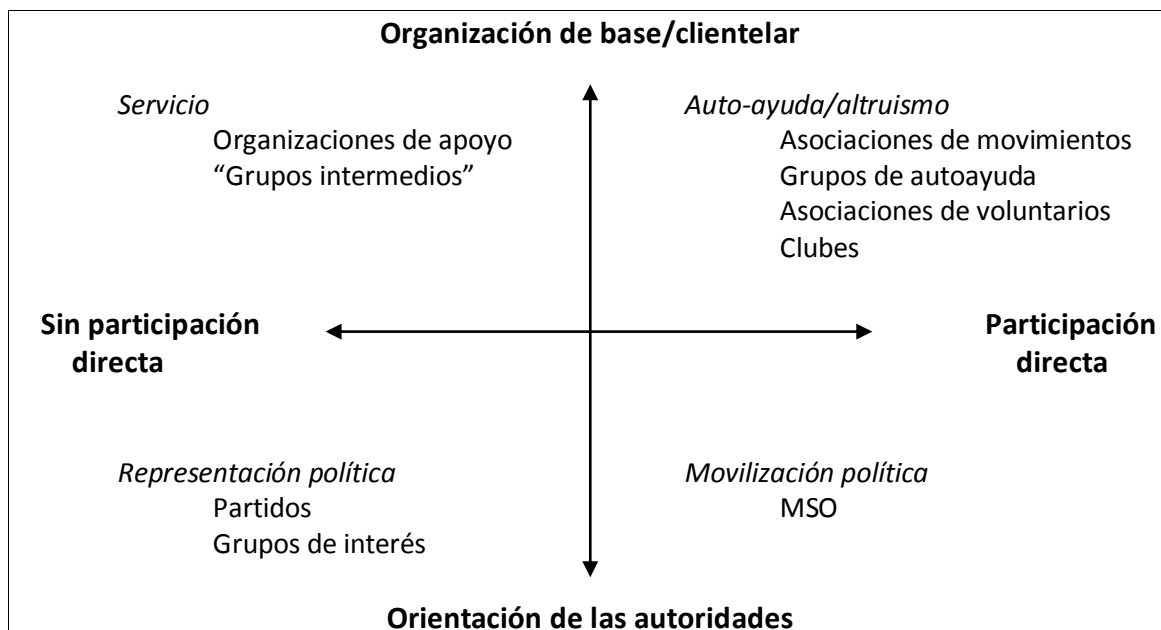 Organización de base/clientelar
Servicio
Organizaciones de apoyo
“Grupos intermedios”
Auto-ayuda/altruismo
Asociaciones de movimientos
Grupos de autoayuda
Asociaciones de voluntarios
Clubes
Sin participación
directa
Participación
directa
Representación política
Partidos
Grupos de interés
Movilización política
MSO
Orientación de las autoridades